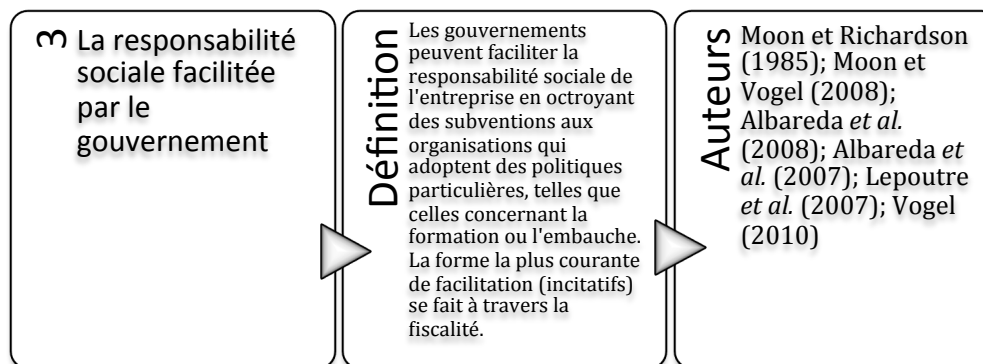 3
La responsabilité
sociale facilitée
par le
gouvernement
Définition
Les gouvernements
peuvent faciliter la
responsabilité sociale de
l'entreprise en octroyant
des subventions aux
organisations qui
adoptent des politiques
particulières, telles que
celles concernant la
formation ou l'embauche.
La forme la plus courante
de facilitation (incitatifs)
se fait à travers la
fiscalité.
Auteurs
Moon et Richardson
(1985); Moon et
Vogel (2008);
Albareda et al.
(2008); Albareda et
al. (2007); Lepoutre
et al. (2007); Vogel
(2010)